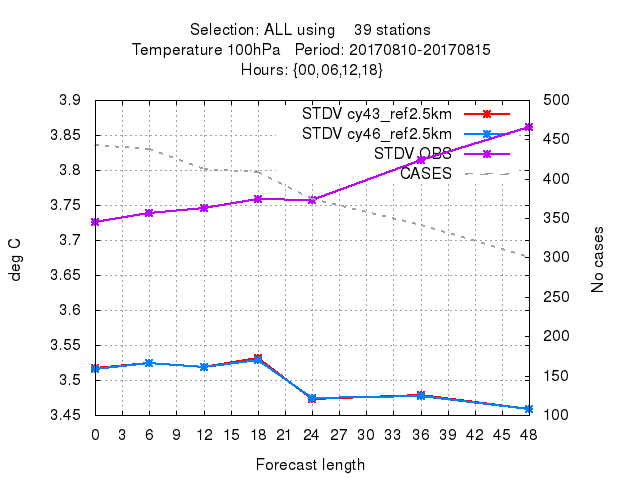 Selection: ALL using 39 stations
Temperature 100hPa Period: 20170810-20170815
Hours: {00,06,12,18}
STDV cy43_ref2.5km
STDV cy46_ref2.5km
STDV OBS
CASES
3.9
3.85
3.8
3.75
3.7
3.65
3.6
3.55
3.5
3.45
deg C
500
450
400
350
300
250
200
150
100
No cases
0 3 6 9 12 15 18 21 24 27 30 33 36 39 42 45 48
Forecast length